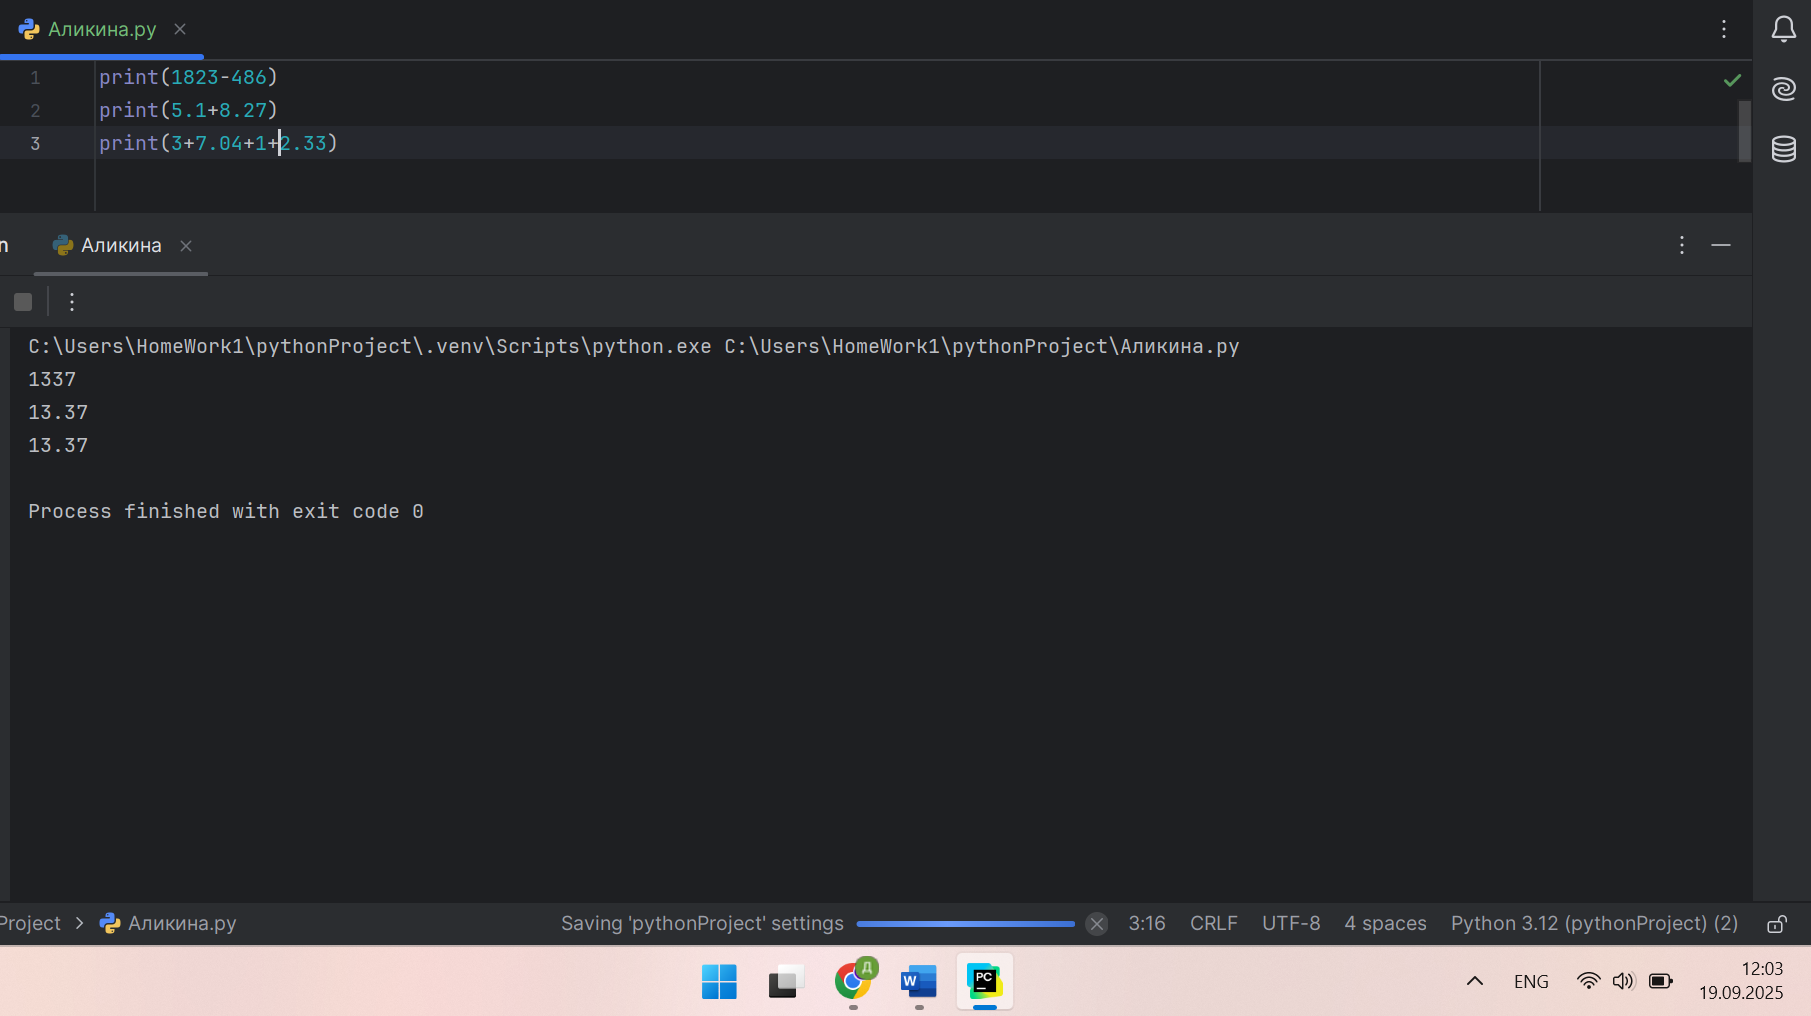 Аликина.py
1 print(1823-486)
2 print(5.1+8.27)
3 print(3+7.04+1+2.33)
n Аликина
C:\Users\HomeWork1\pythonProject\.venv\Scripts\python.exe C:\Users\HomeWork1\pythonProject\Аликина.py
1337
13.37
13.37
Process finished with exit code 0
Project > Аликина.py Saving 'pythonProject' settings 3:16 CRLF UTF-8 4 spaces Python 3.12 (pythonProject) (2)
Д
W
PC
ENG
12:03
19.09.2025